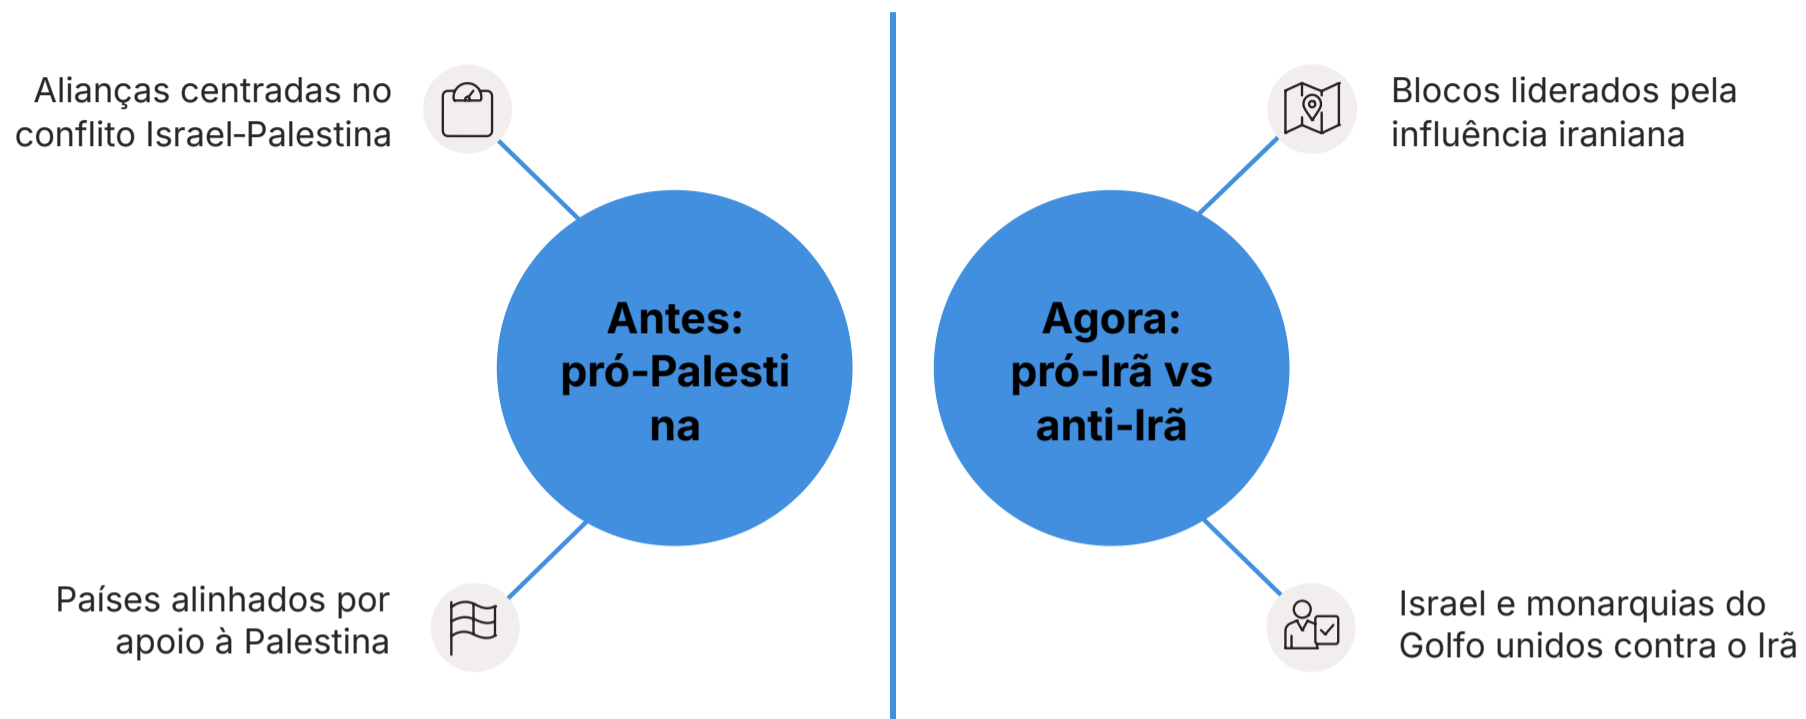 Alianças centradas no
conflito Israel-Palestina
Antes:
pró-Palesti
na
Países alinhados por
apoio à Palestina
Blocos liderados pela
influência iraniana
Agora:
pró-Irã vs
anti-Irã
Israel e monarquias do
Golfo unidos contra o Irã